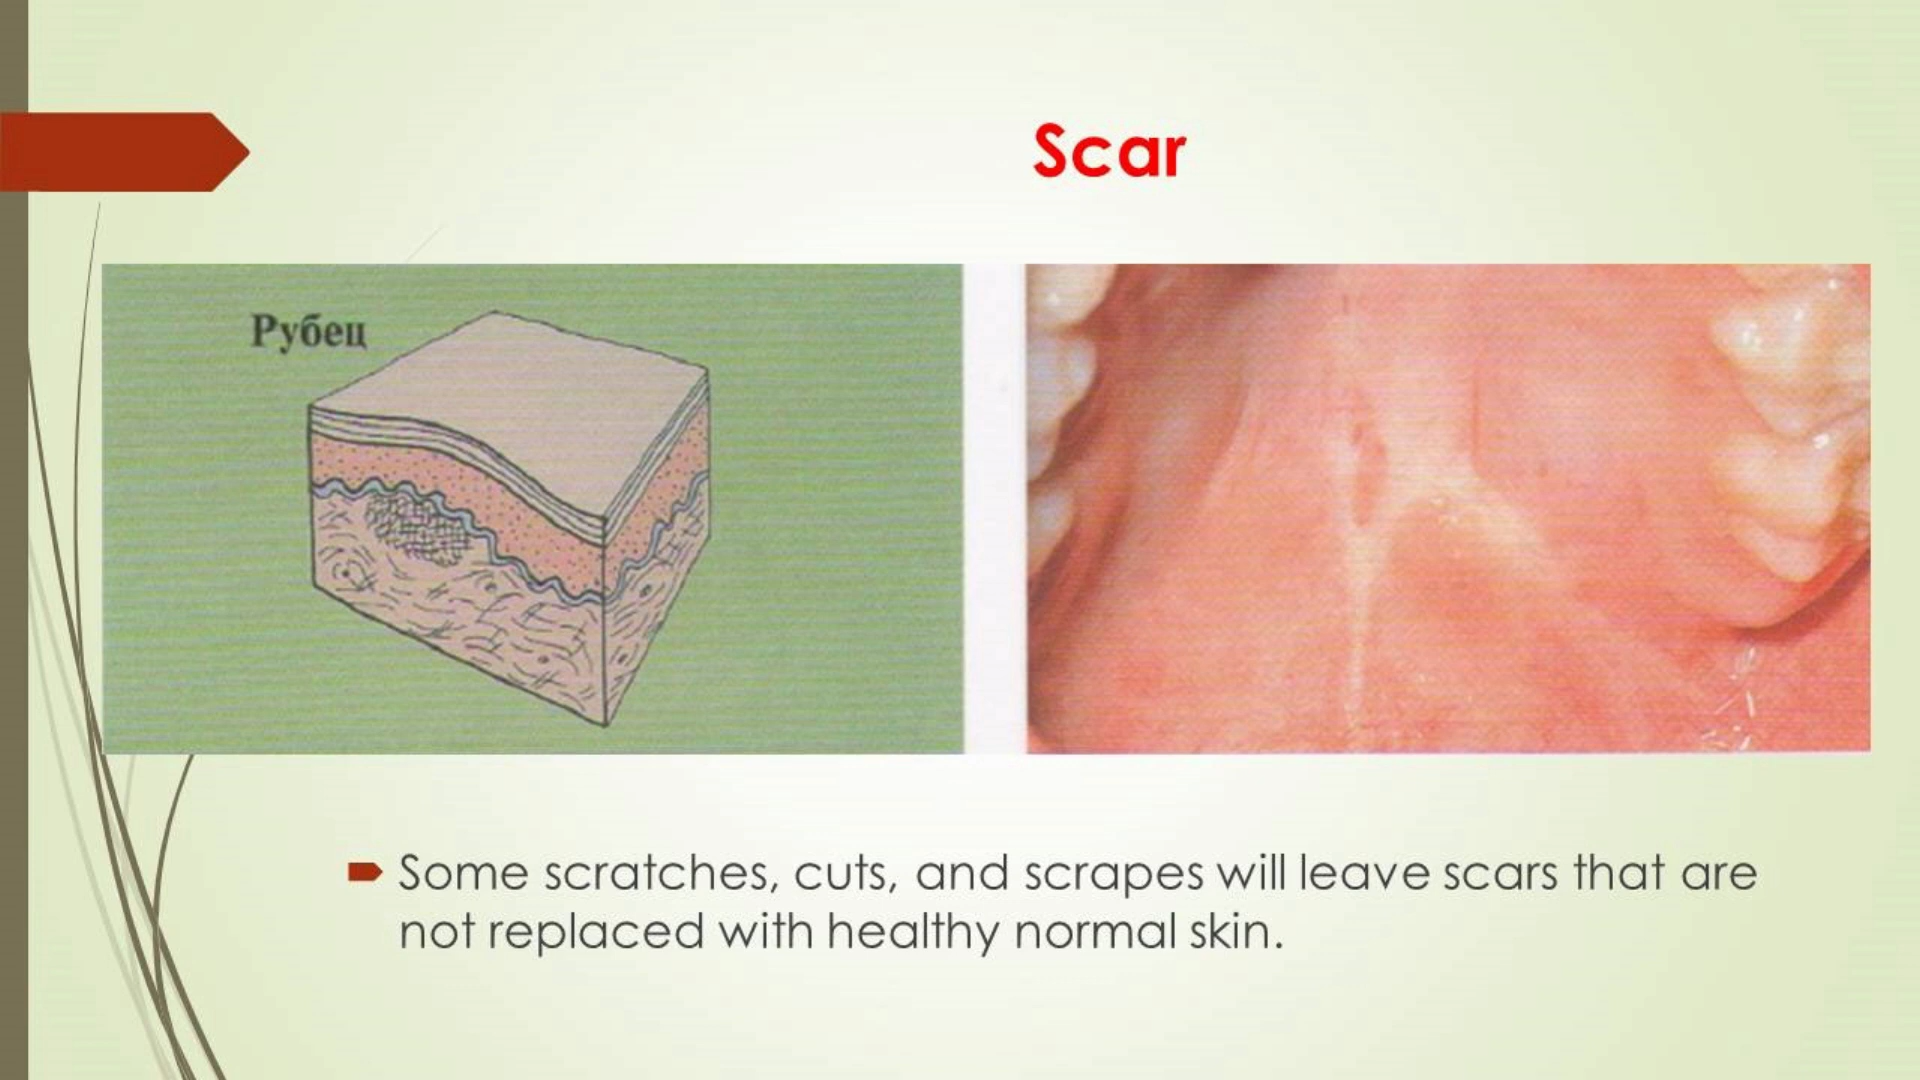 Scar
Рубец
Some scratches, cuts, and scrapes will leave scars that are
not replaced with healthy normal skin.